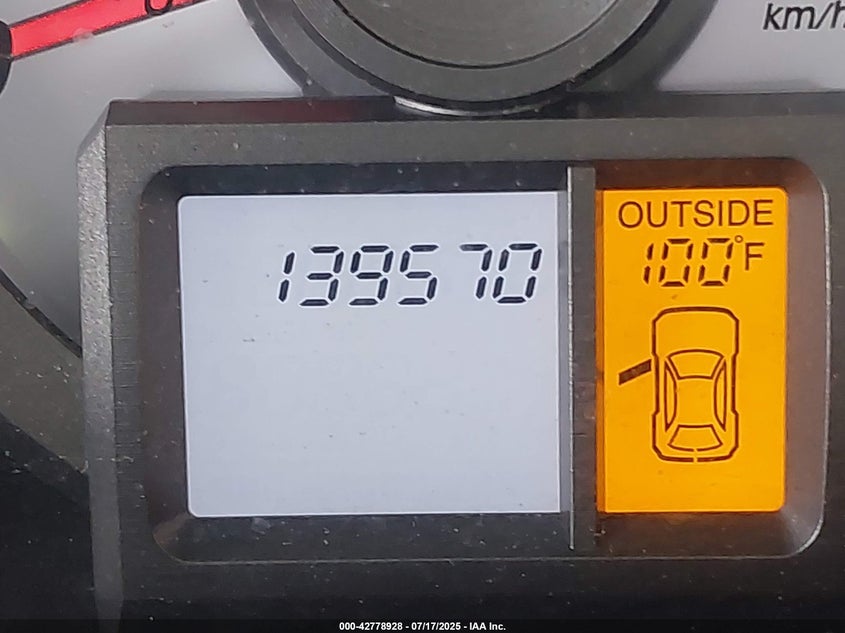 km/h
139570
OUTSIDE
100°F
000-42778928 - 07/17/2025 - IAA Inc.